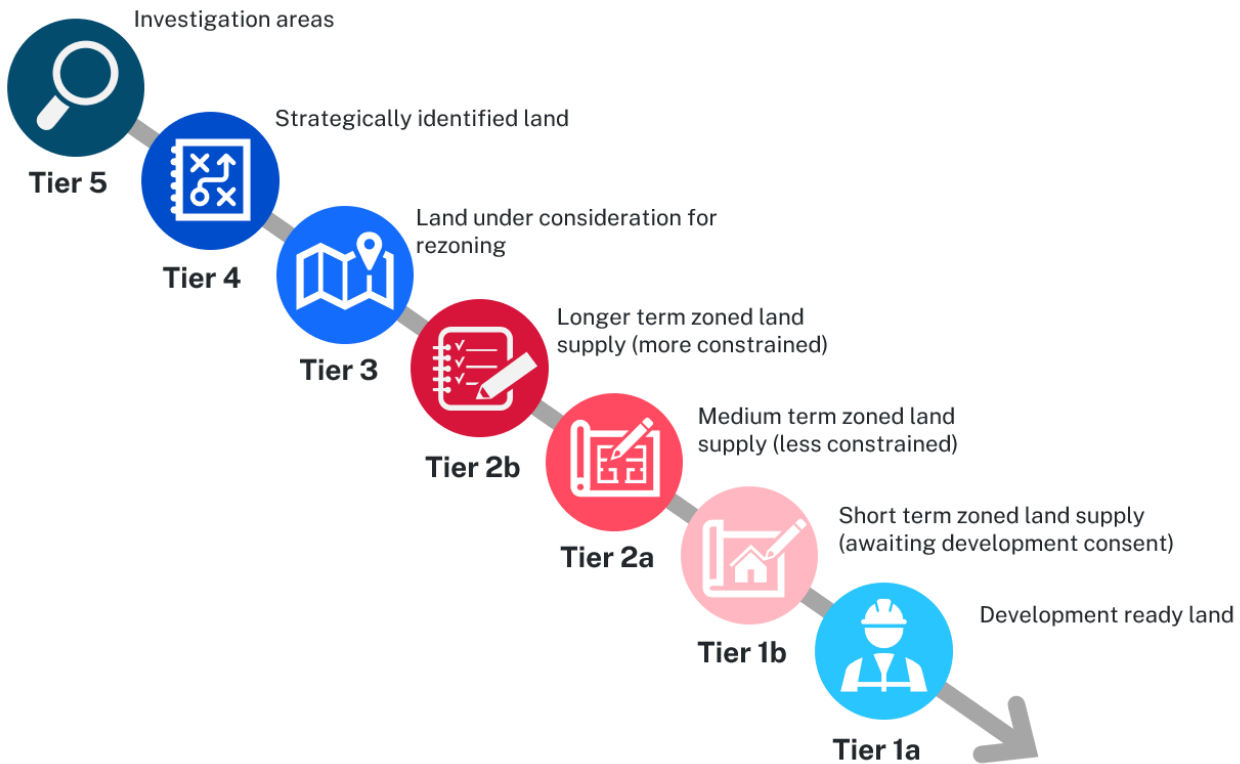 Investigation areas
Tier 5
Strategically identified land
Tier 4
Land under consideration for
rezoning
Tier 3
Longer term zoned land
supply (more constrained)
Tier 2b
Medium term zoned land
supply (less constrained)
Tier 2a
Short term zoned land supply
(awaiting development consent)
Tier 1b
Development ready land
Tier 1a